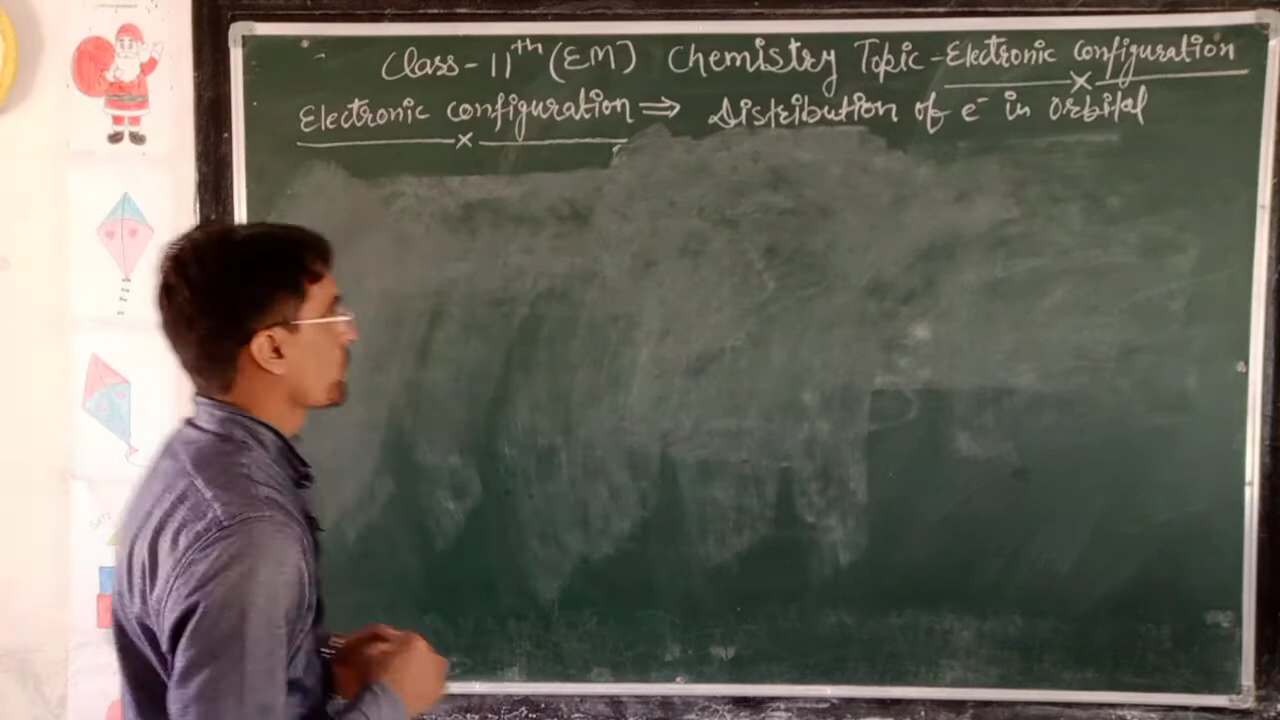 Class - 11th (EM) Chemistry Topic - Electronic configuration
Electronic configuration ⇒ Distribution of e⁻ in orbital